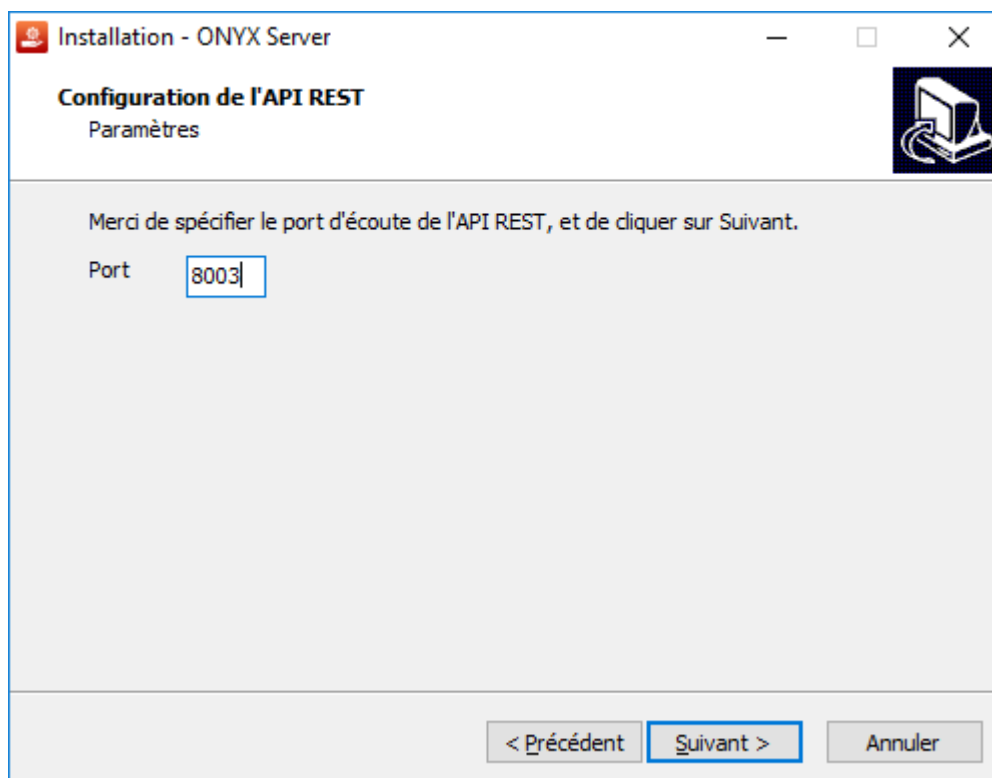 Installation - ONYX Server
Configuration de l'API REST
Paramètres
Merci de spécifier le port d'écoute de l'API REST, et de cliquer sur Suivant.
Port 8003
< Précédent Suivant > Annuler